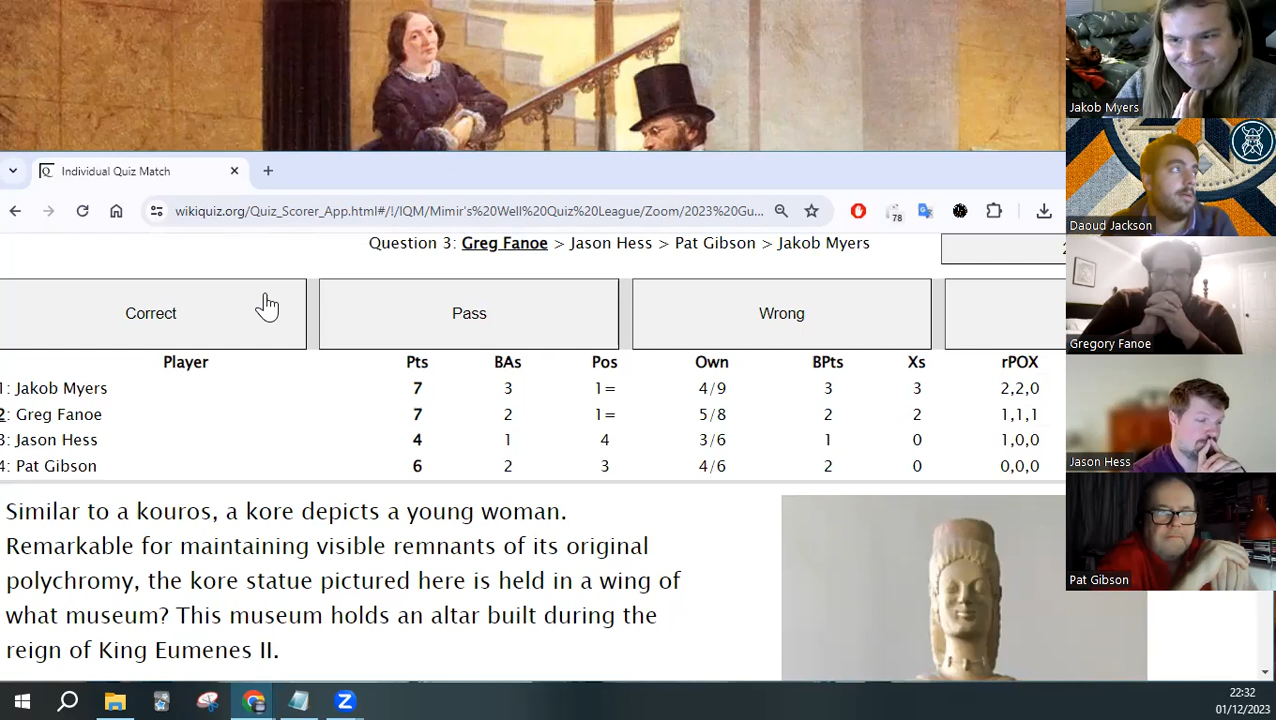 Individual Quiz Match
wikiquiz.org/Quiz_Scorer_App.html#/!/IQM/Mimir's%20Well%20Quiz%20League/Zoom/2023%20Gu...
78
Question 3: Greg Fanoe > Jason Hess > Pat Gibson > Jakob Myers
Correct Pass Wrong
Player Pts BAs Pos Own BPts Xs rPOX
1: Jakob Myers 7 3 1= 4/9 3 3 2,2,0
2: Greg Fanoe 7 2 1= 5/8 2 2 1,1,1
3: Jason Hess 4 1 4 3/6 1 0 1,0,0
4: Pat Gibson 6 2 3 4/6 2 0 0,0,0
Similar to a kouros, a kore depicts a young woman.
Remarkable for maintaining visible remnants of its original
polychromy, the kore statue pictured here is held in a wing of
what museum? This museum holds an altar built during the
reign of King Eumenes II.
Jakob Myers
Daoud Jackson
Gregory Fanoe
Jason Hess
Pat Gibson
22:32
01/12/2023